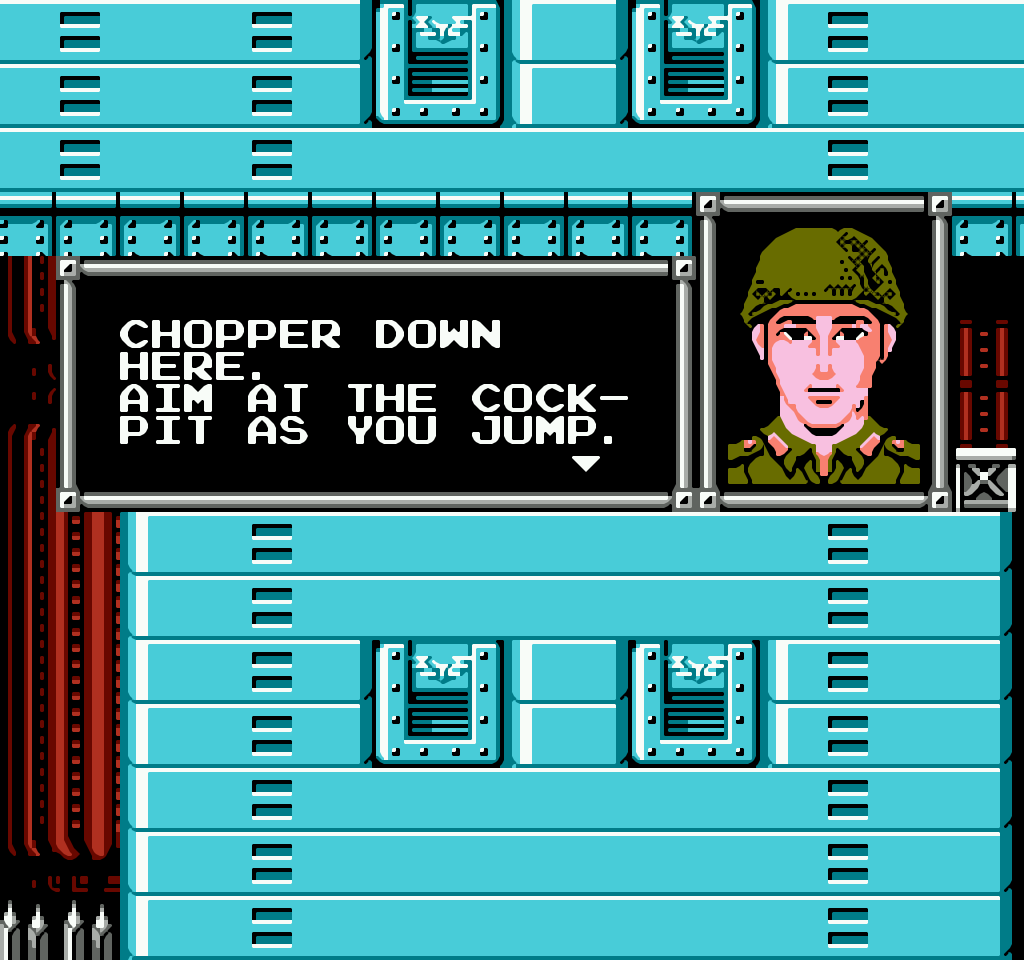 CHOPPER DOWN
HERE.
AIM AT THE COCK-
PIT AS YOU JUMP.